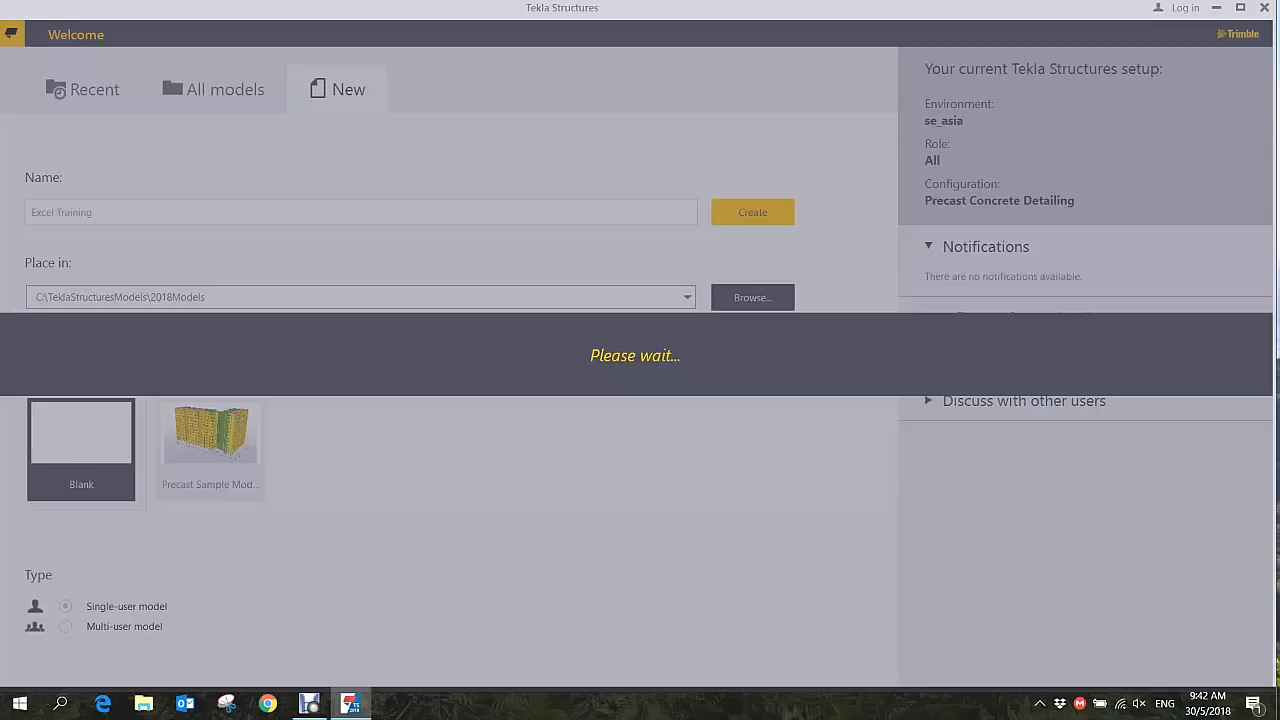 Tekla Structures
Log in
Welcome
Trimble
Recent
All models
New
Your current Tekla Structures setup:
Environment:
se_asia
Role:
All
Configuration:
Precast Concrete Detailing
Name:
Excel Training
Create
Place in:
C:\TeklaStructuresModels\2018Models
Browse...
Notifications
There are no notifications available.
Please wait...
Discuss with other users
Blank
Precast Sample Mod...
Type
Single-user model
Multi-user model
9:42 AM
ENG
30/5/2018
1